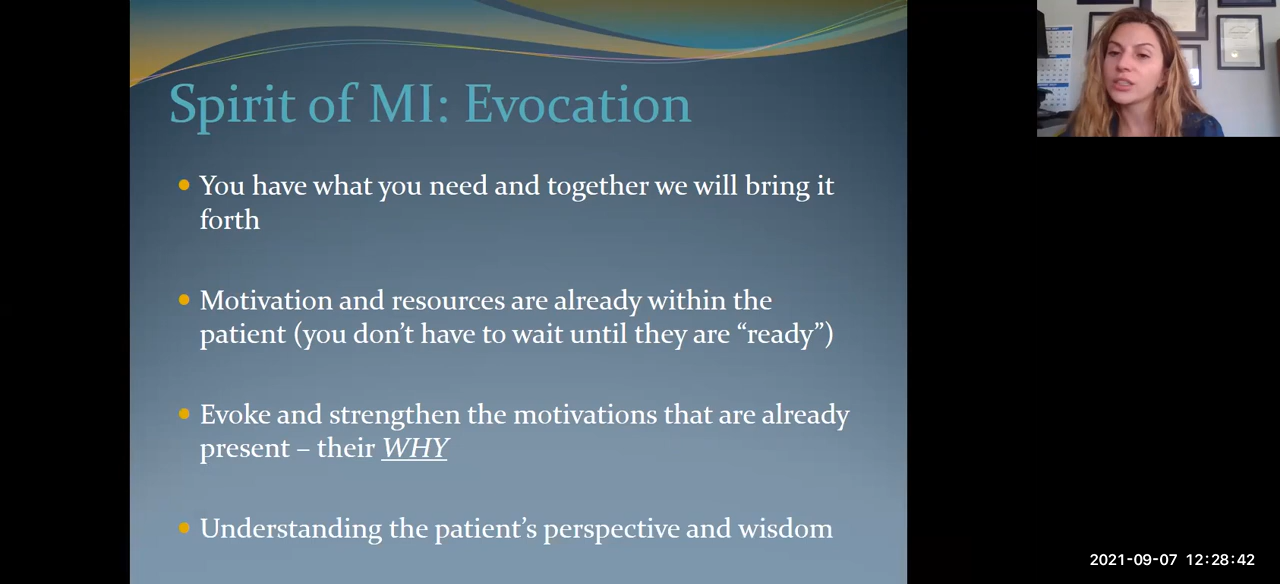 Spirit of MI: Evocation
You have what you need and together we will bring it
forth
Motivation and resources are already within the
patient (you don’t have to wait until they are “ready”)
Evoke and strengthen the motivations that are already
present – their WHY
Understanding the patient’s perspective and wisdom
2021-09-07 12:28:42